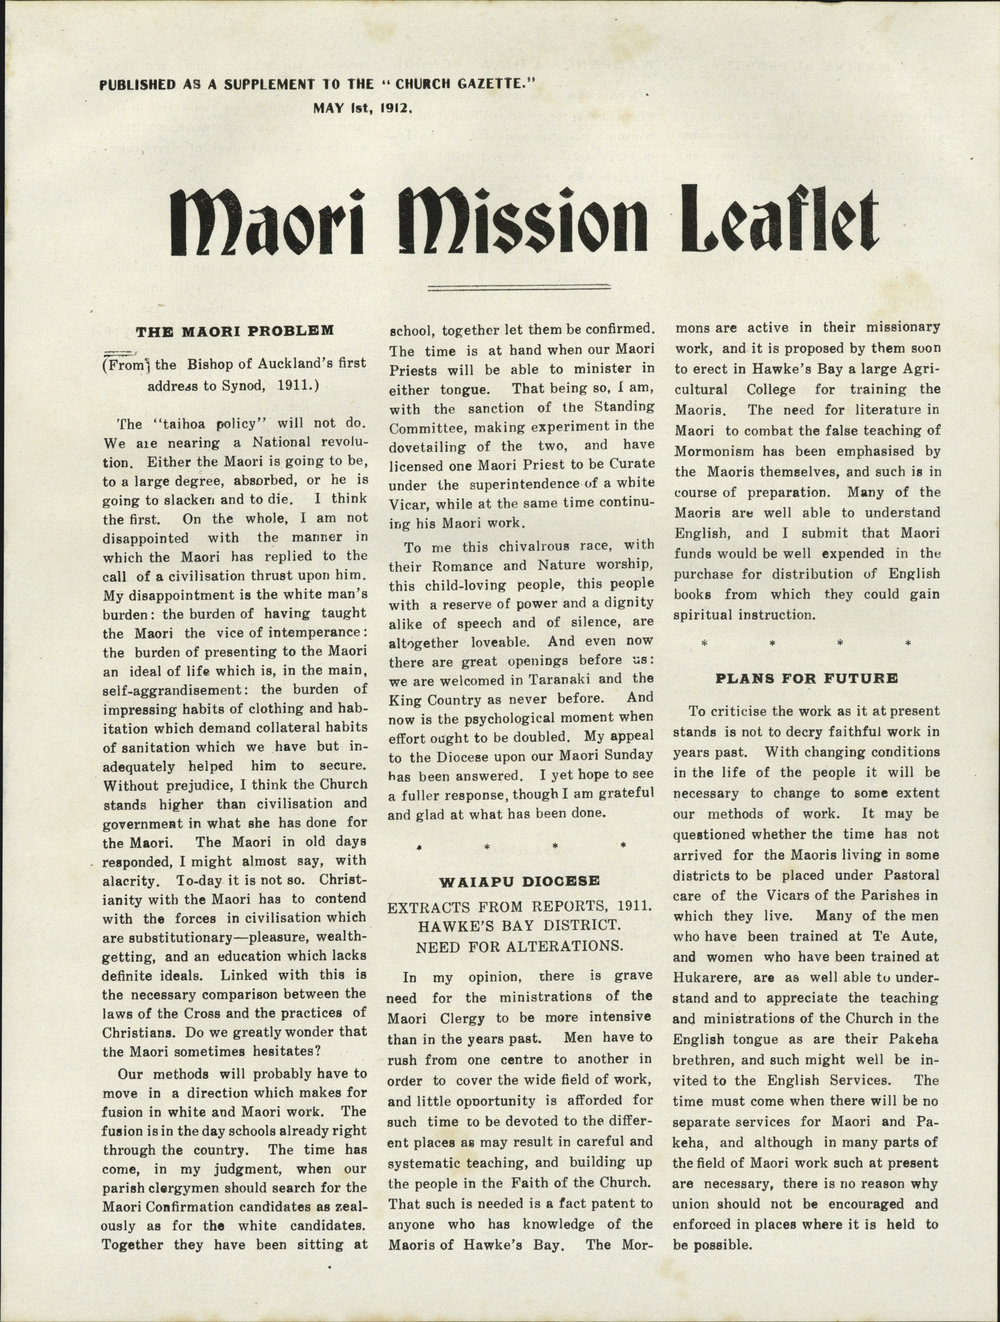 PUBLISHED AS A SUPPLEMENT TO THE "CHURCH GAZETTE."
MAY 1st, 1912.
Maori Mission Leaflet
THE MAORI PROBLEM
(From the Bishop of Auckland's first
address to Synod, 1911.)
The "taihoa policy" will not do.
We are nearing a National revolu-
tion. Either the Maori is going to be,
to a large degree, absorbed, or he is
going to slacken and to die. I think
the first. On the whole, I am not
disappointed with the manner in
which the Maori has replied to the
call of a civilisation thrust upon him.
My disappointment is the white man's
burden: the burden of having taught
the Maori the vice of intemperance:
the burden of presenting to the Maori
an ideal of life which is, in the main,
self-aggrandisement: the burden of
impressing habits of clothing and hab-
itation which demand collateral habits
of sanitation which we have but in-
adequately helped him to secure.
Without prejudice, I think the Church
stands higher than civilisation and
government in what she has done for
the Maori. The Maori in old days
responded, I might almost say, with
alacrity. To-day it is not so. Christ-
ianity with the Maori has to contend
with the forces in civilisation which
are substitutionary—pleasure, wealth-
getting, and an education which lacks
definite ideals. Linked with this is
the necessary comparison between the
laws of the Cross and the practices of
Christians. Do we greatly wonder that
the Maori sometimes hesitates?
Our methods will probably have to
move in a direction which makes for
fusion in white and Maori work. The
fusion is in the day schools already right
through the country. The time has
come, in my judgment, when our
parish clergymen should search for the
Maori Confirmation candidates as zeal-
ously as for the white candidates.
Together they have been sitting at
school, together let them be confirmed.
The time is at hand when our Maori
Priests will be able to minister in
either tongue. That being so, I am,
with the sanction of the Standing
Committee, making experiment in the
dovetailing of the two, and have
licensed one Maori Priest to be Curate
under the superintendence of a white
Vicar, while at the same time continu-
ing his Maori work.
To me this chivalrous race, with
their Romance and Nature worship,
this child-loving people, this people
with a reserve of power and a dignity
alike of speech and of silence, are
altogether loveable. And even now
there are great openings before us:
we are welcomed in Taranaki and the
King Country as never before. And
now is the psychological moment when
effort ought to be doubled. My appeal
to the Diocese upon our Maori Sunday
has been answered. I yet hope to see
a fuller response, though I am grateful
and glad at what has been done.
* * * *
WAIAPU DIOCESE
EXTRACTS FROM REPORTS, 1911.
HAWKE'S BAY DISTRICT.
NEED FOR ALTERATIONS.
In my opinion, there is grave
need for the ministrations of the
Maori Clergy to be more intensive
than in the years past. Men have to
rush from one centre to another in
order to cover the wide field of work,
and little opportunity is afforded for
such time to be devoted to the differ-
ent places as may result in careful and
systematic teaching, and building up
the people in the Faith of the Church.
That such is needed is a fact patent to
anyone who has knowledge of the
Maoris of Hawke's Bay. The Mor-
mons are active in their missionary
work, and it is proposed by them soon
to erect in Hawke's Bay a large Agri-
cultural College for training the
Maoris. The need for literature in
Maori to combat the false teaching of
Mormonism has been emphasised by
the Maoris themselves, and such is in
course of preparation. Many of the
Maoris are well able to understand
English, and I submit that Maori
funds would be well expended in the
purchase for distribution of English
books from which they could gain
spiritual instruction.
* * * *
PLANS FOR FUTURE
To criticise the work as it at present
stands is not to decry faithful work in
years past. With changing conditions
in the life of the people it will be
necessary to change to some extent
our methods of work. It may be
questioned whether the time has not
arrived for the Maoris living in some
districts to be placed under Pastoral
care of the Vicars of the Parishes in
which they live. Many of the men
who have been trained at Te Aute,
and women who have been trained at
Hukarere, are as well able to under-
stand and to appreciate the teaching
and ministrations of the Church in the
English tongue as are their Pakeha
brethren, and such might well be in-
vited to the English Services. The
time must come when there will be no
separate services for Maori and Pa-
keha, and although in many parts of
the field of Maori work such at present
are necessary, there is no reason why
union should not be encouraged and
enforced in places where it is held to
be possible.